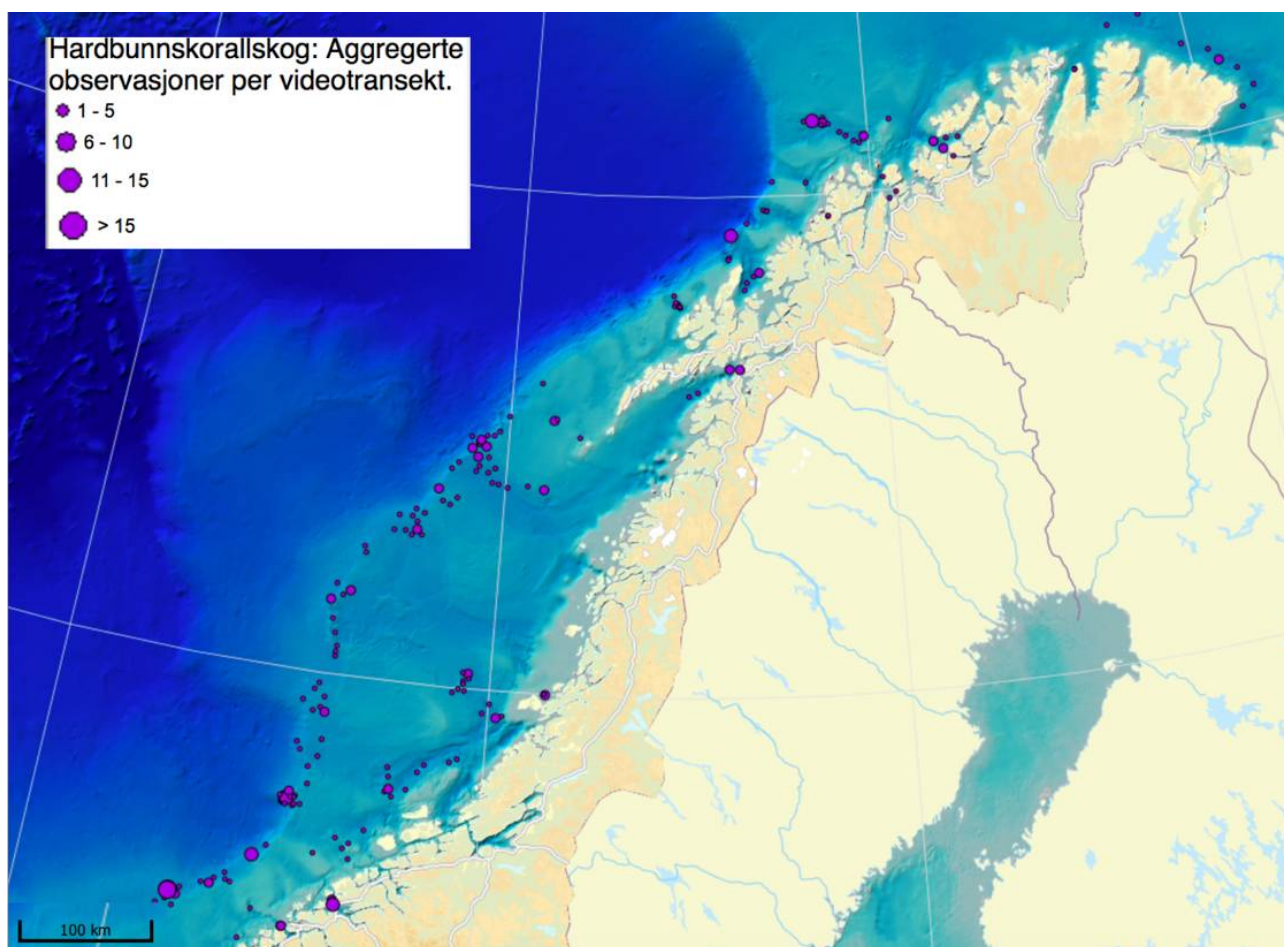 Hardbunnskorallskog: Aggregerte
observasjoner per videotransekt.
1 - 5
6 - 10
11 - 15
> 15
100 km